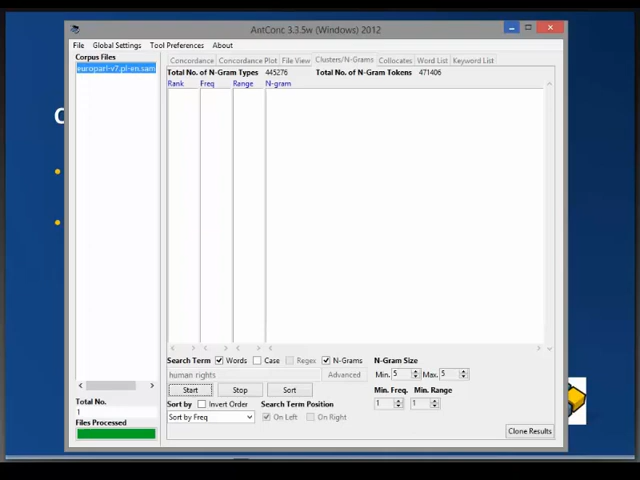 AntConc 3.3.5w (Windows) 2012
File Global Settings Tool Preferences About
Corpus Files
europarl-v7.pl-en.sam
Concordance Concordance Plot File View Clusters/N-Grams Collocates Word List Keyword List
Total No. of N-Gram Types 445276 Total No. of N-Gram Tokens 471406
Rank Freq Range N-gram
Search Term Words Case Regex N-Grams N-Gram Size
human rights Advanced Min. 5 Max. 5
Start Stop Sort Min. Freq. Min. Range
Sort by Invert Order Search Term Position 1 1
Sort by Freq On Left On Right
Total No.
1
Files Processed
Clone Results